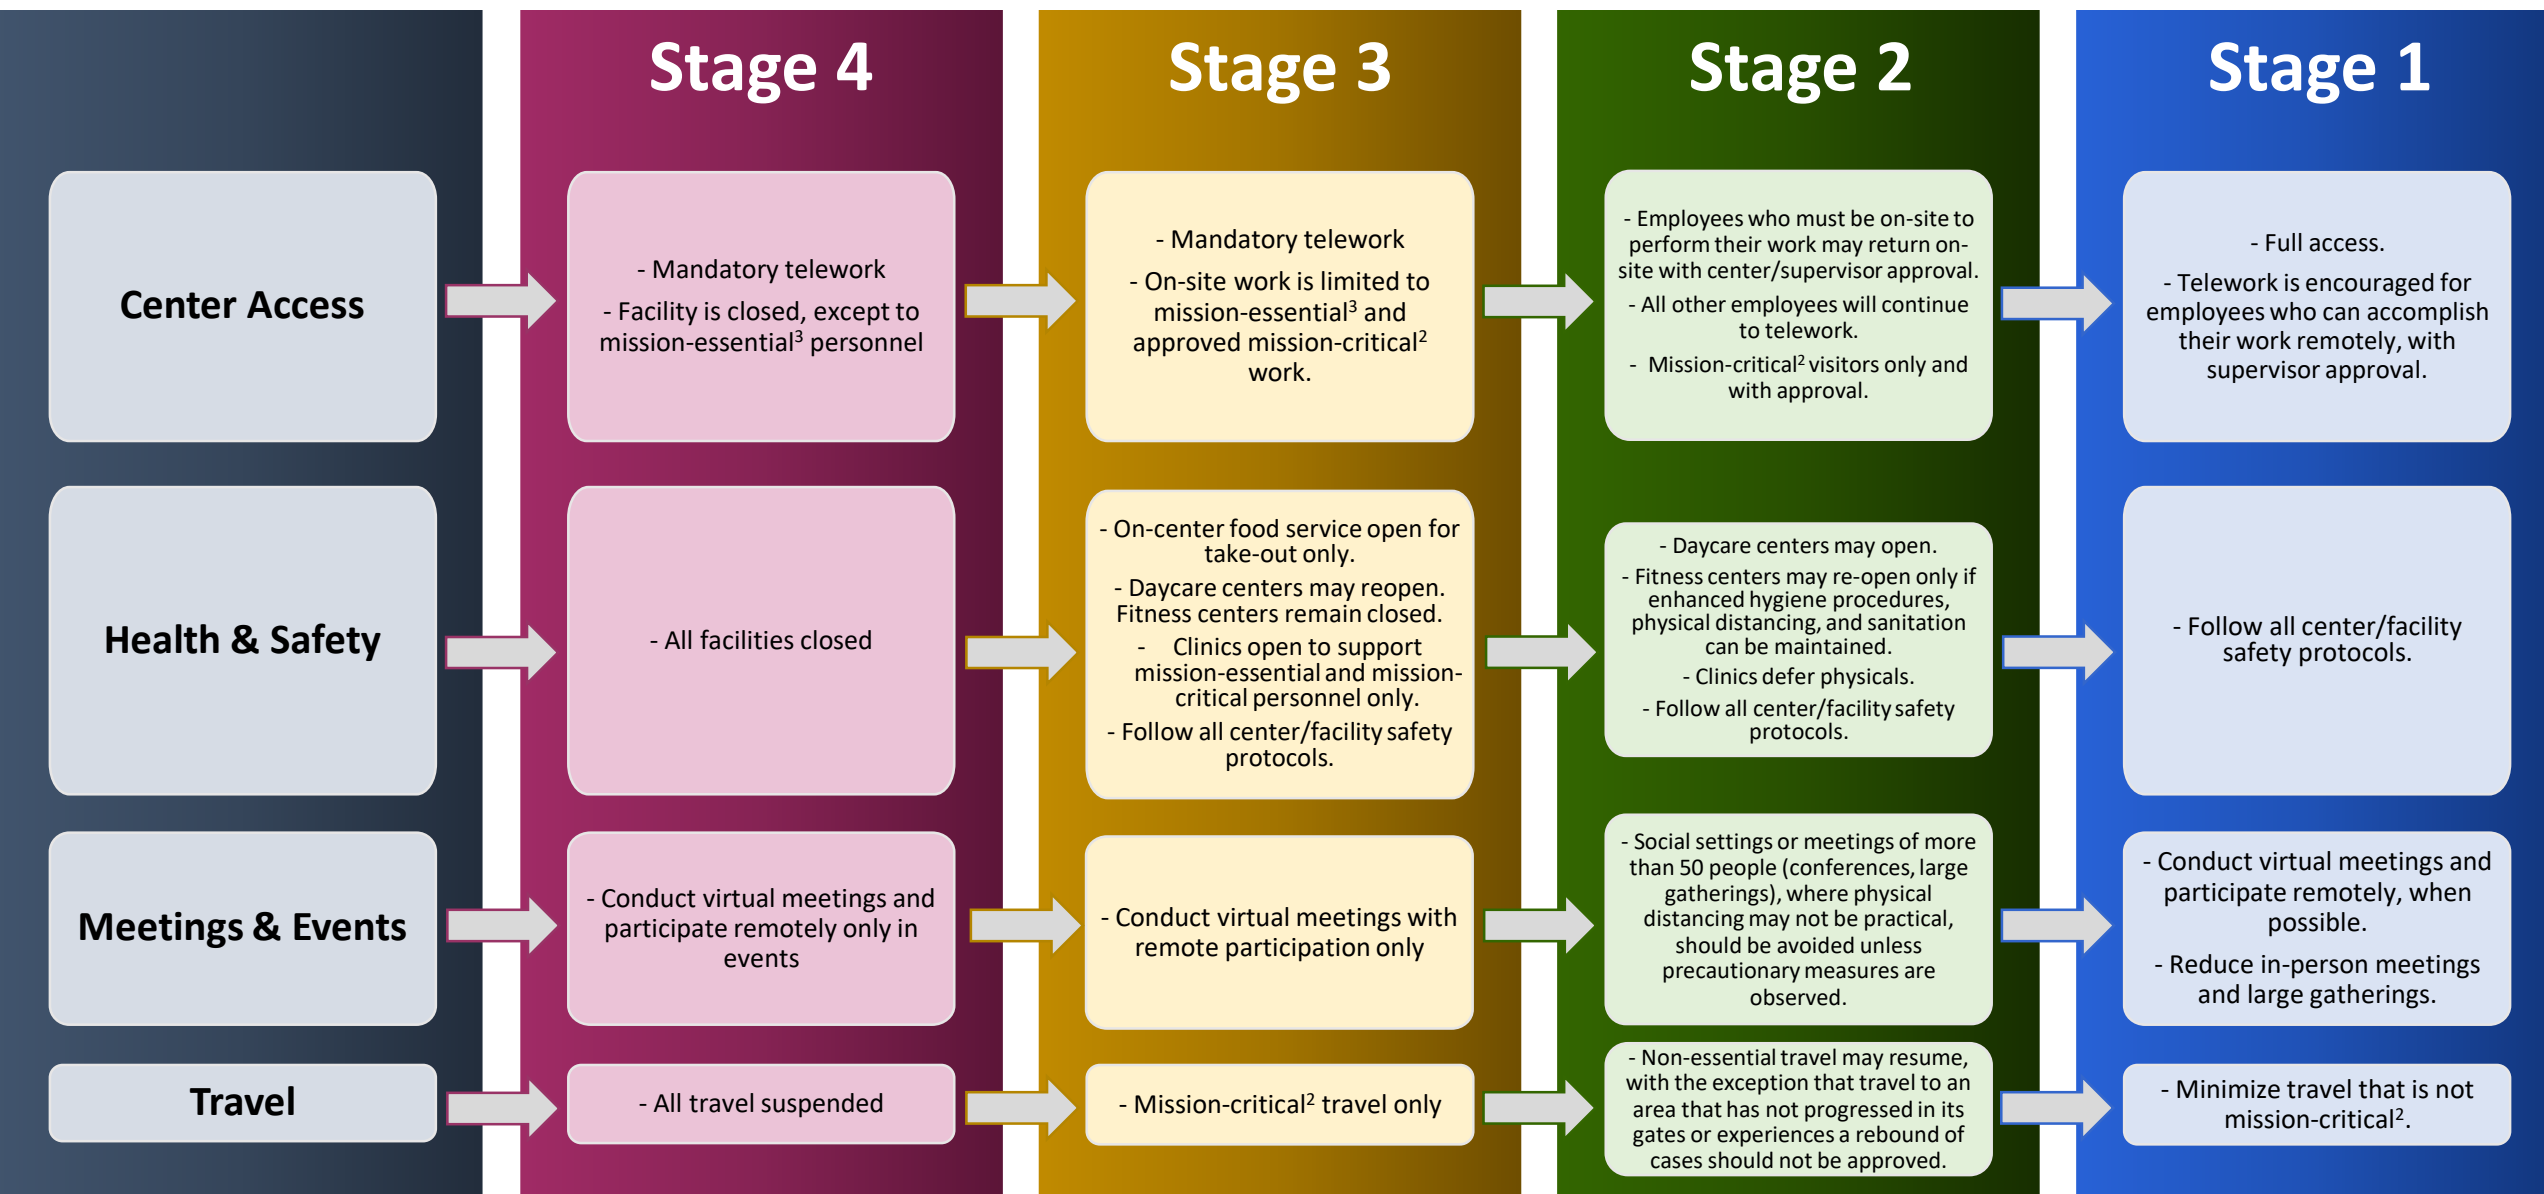 Stage 4
Stage 3
Stage 2
Stage 1
Center Access
- Mandatory telework
- Facility is closed, except to
mission-essential³ personnel
- Mandatory telework
- On-site work is limited to
mission-essential³ and
approved mission-critical²
work.
- Employees who must be on-site to
perform their work may return on-
site with center/supervisor approval.
- All other employees will continue
to telework.
- Mission-critical² visitors only and
with approval.
- Full access.
- Telework is encouraged for
employees who can accomplish
their work remotely, with
supervisor approval.
Health & Safety
- All facilities closed
- On-center food service open for
take-out only.
- Daycare centers may reopen.
Fitness centers remain closed.
- Clinics open to support
mission-essential and mission-
critical personnel only.
- Follow all center/facility safety
protocols.
- Daycare centers may open.
- Fitness centers may re-open only if
enhanced hygiene procedures,
physical distancing, and sanitation
can be maintained.
- Clinics defer physicals.
- Follow all center/facility safety
protocols.
- Follow all center/facility
safety protocols.
Meetings & Events
- Conduct virtual meetings and
participate remotely only in
events
- Conduct virtual meetings with
remote participation only
- Social settings or meetings of more
than 50 people (conferences, large
gatherings), where physical
distancing may not be practical,
should be avoided unless
precautionary measures are
observed.
- Conduct virtual meetings and
participate remotely, when
possible.
- Reduce in-person meetings
and large gatherings.
Travel
- All travel suspended
- Mission-critical² travel only
- Non-essential travel may resume,
with the exception that travel to an
area that has not progressed in its
gates or experiences a rebound of
cases should not be approved.
- Minimize travel that is not
mission-critical².